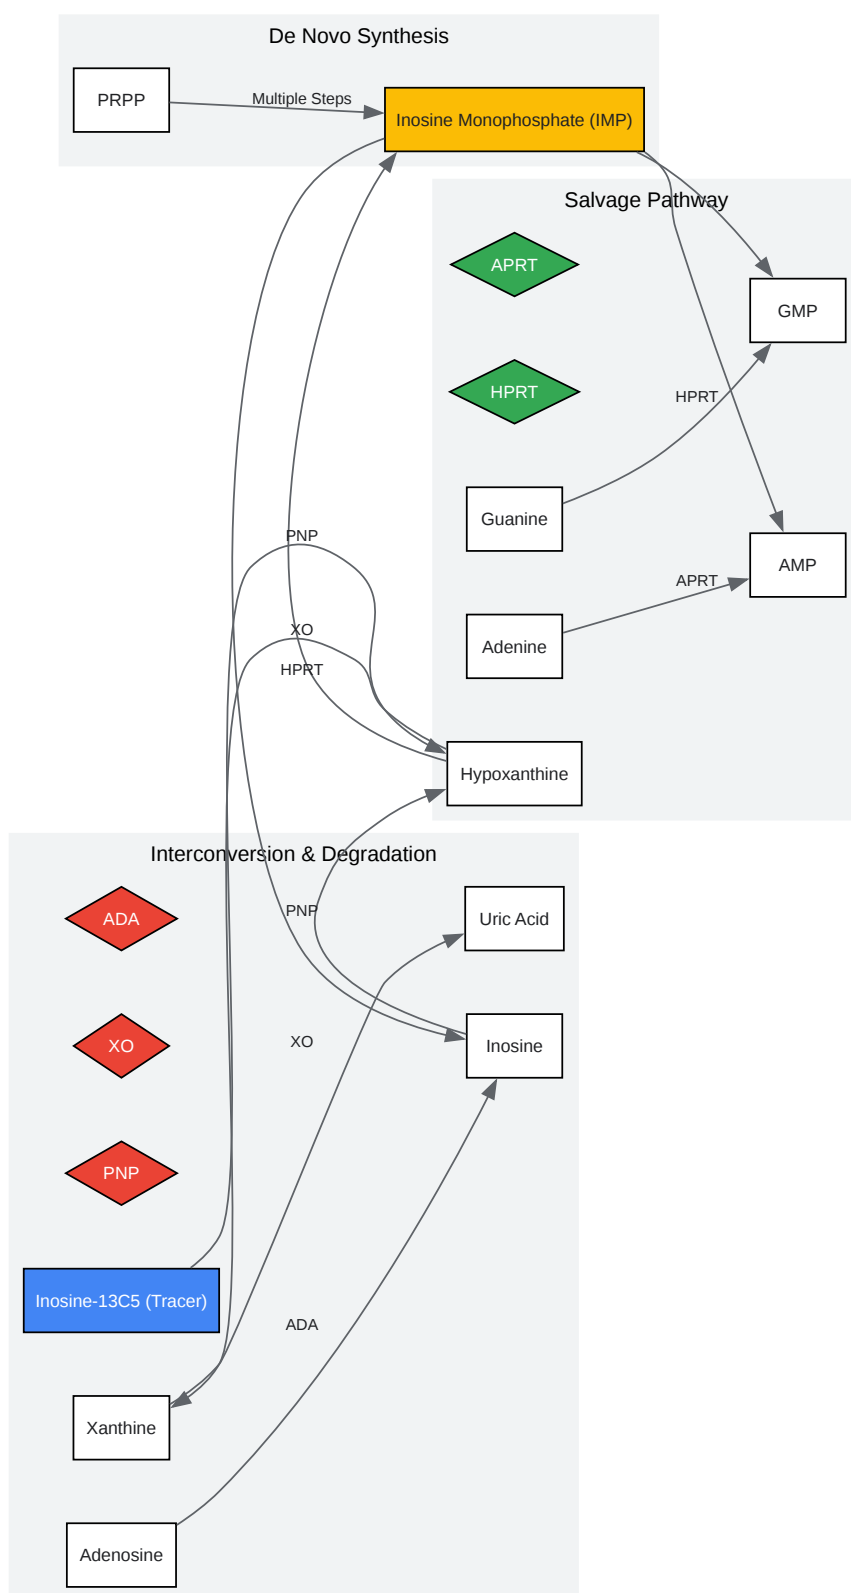 De Novo Synthesis
PRPP
Multiple Steps
Inosine Monophosphate (IMP)
Salvage Pathway
APRT
GMP
HPRT
HPRT
Guanine
PNP
AMP
APRT
XO
Adenine
HPRT
Hypoxanthine
Interconversion & Degradation
ADA
PNP
Uric Acid
XO
XO
Inosine
PNP
Inosine-13C5 (Tracer)
ADA
Xanthine
Adenosine